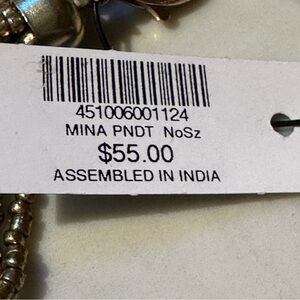 451006001124
MINA PNDT NoSz
$55.00
ASSEMBLED IN INDIA